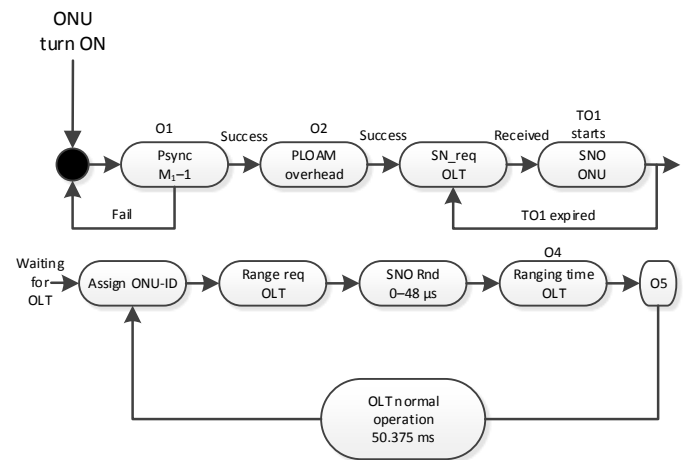 ONU
turn ON
O1
Success
O2
Success
Received
TO1
starts
Psync
M₁–1
PLOAM
overhead
SN_req
OLT
SNO
ONU
Fail
TO1 expired
Waiting
for
OLT
Assign ONU-ID
Range req
OLT
SNO Rnd
0–48 µs
O4
Ranging time
OLT
O5
OLT normal
operation
50.375 ms